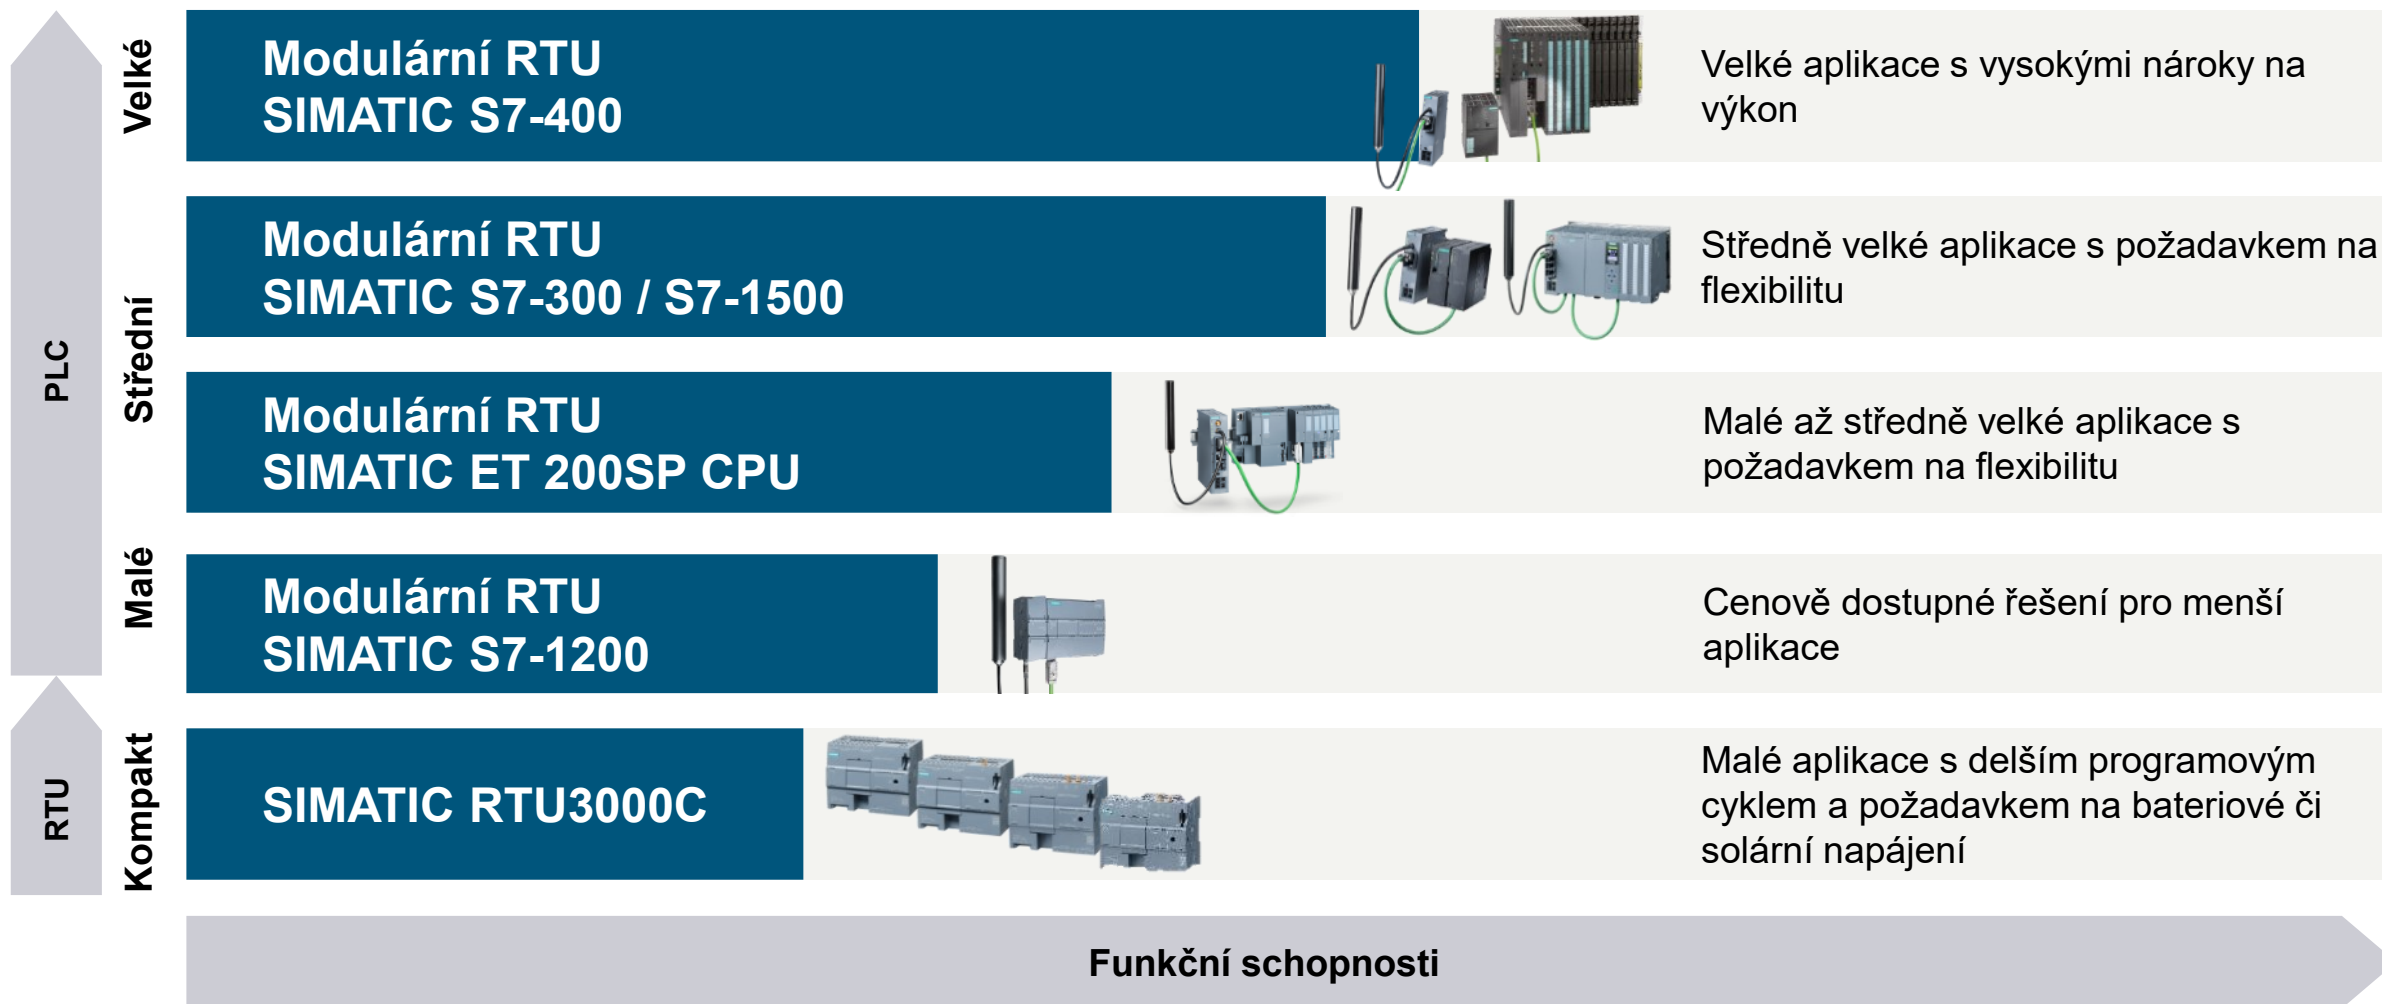 PLC
RTU
Velké
Střední
Malé
Kompakt
Modulární RTU
SIMATIC S7-400
Velké aplikace s vysokými nároky na
výkon
Modulární RTU
SIMATIC S7-300 / S7-1500
Středně velké aplikace s požadavkem na
flexibilitu
Modulární RTU
SIMATIC ET 200SP CPU
Malé až středně velké aplikace s
požadavkem na flexibilitu
Modulární RTU
SIMATIC S7-1200
Cenově dostupné řešení pro menší
aplikace
SIMATIC RTU3000C
Malé aplikace s delším programovým
cyklem a požadavkem na bateriové či
solární napájení
Funkční schopnosti